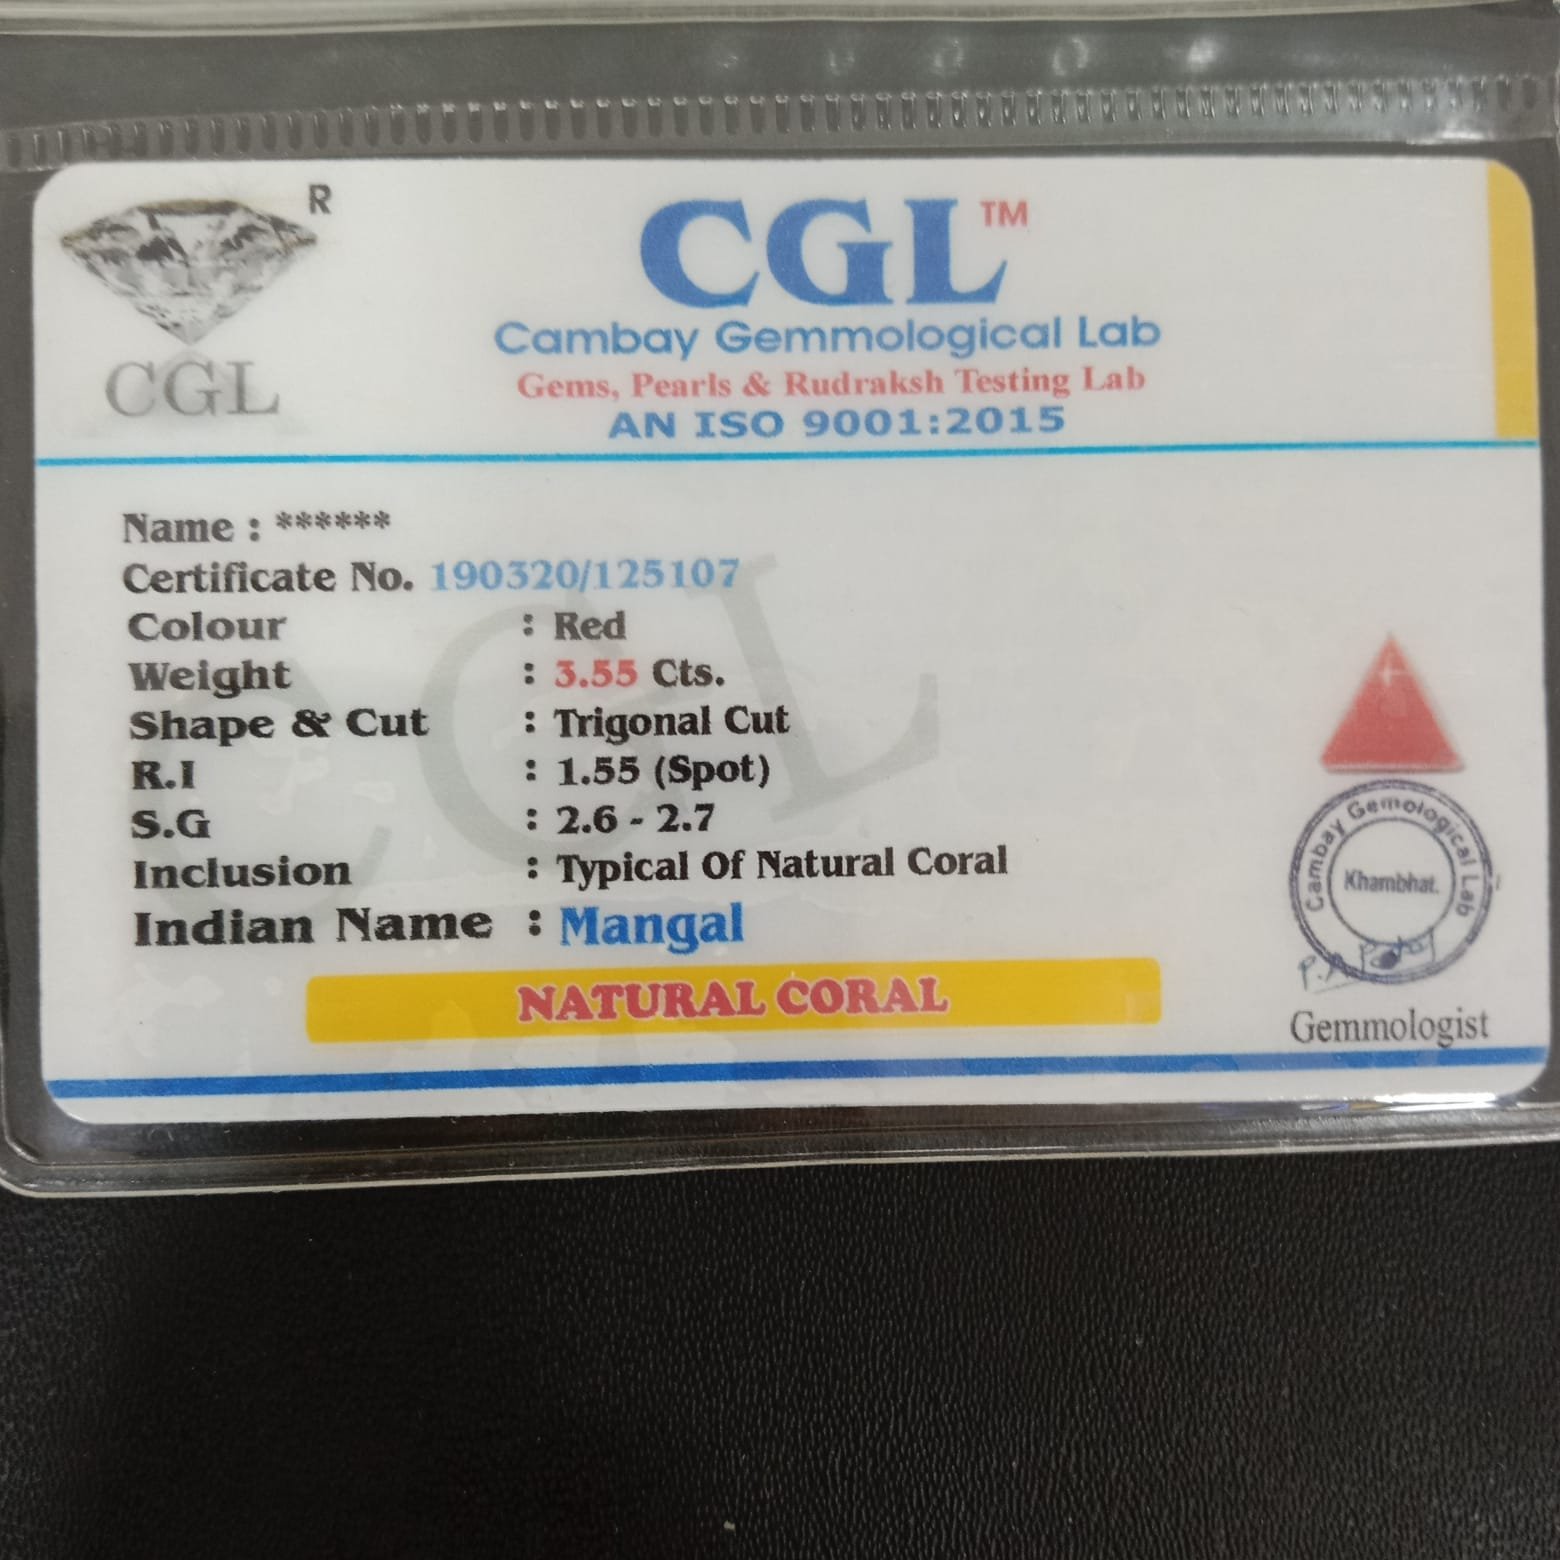 R
CGL
CGL™
Cambay Gemmological Lab
Gems, Pearls & Rudraksh Testing Lab
AN ISO 9001:2015
Name : ******
Certificate No. 190320/125107
Colour : Red
Weight : 3.55 Cts.
Shape & Cut : Trigonal Cut
R.I : 1.55 (Spot)
S.G : 2.6 - 2.7
Inclusion : Typical Of Natural Coral
Indian Name : Mangal
NATURAL CORAL
CGL
Cambay Gemological Lab
Khambhat.
Gemmologist